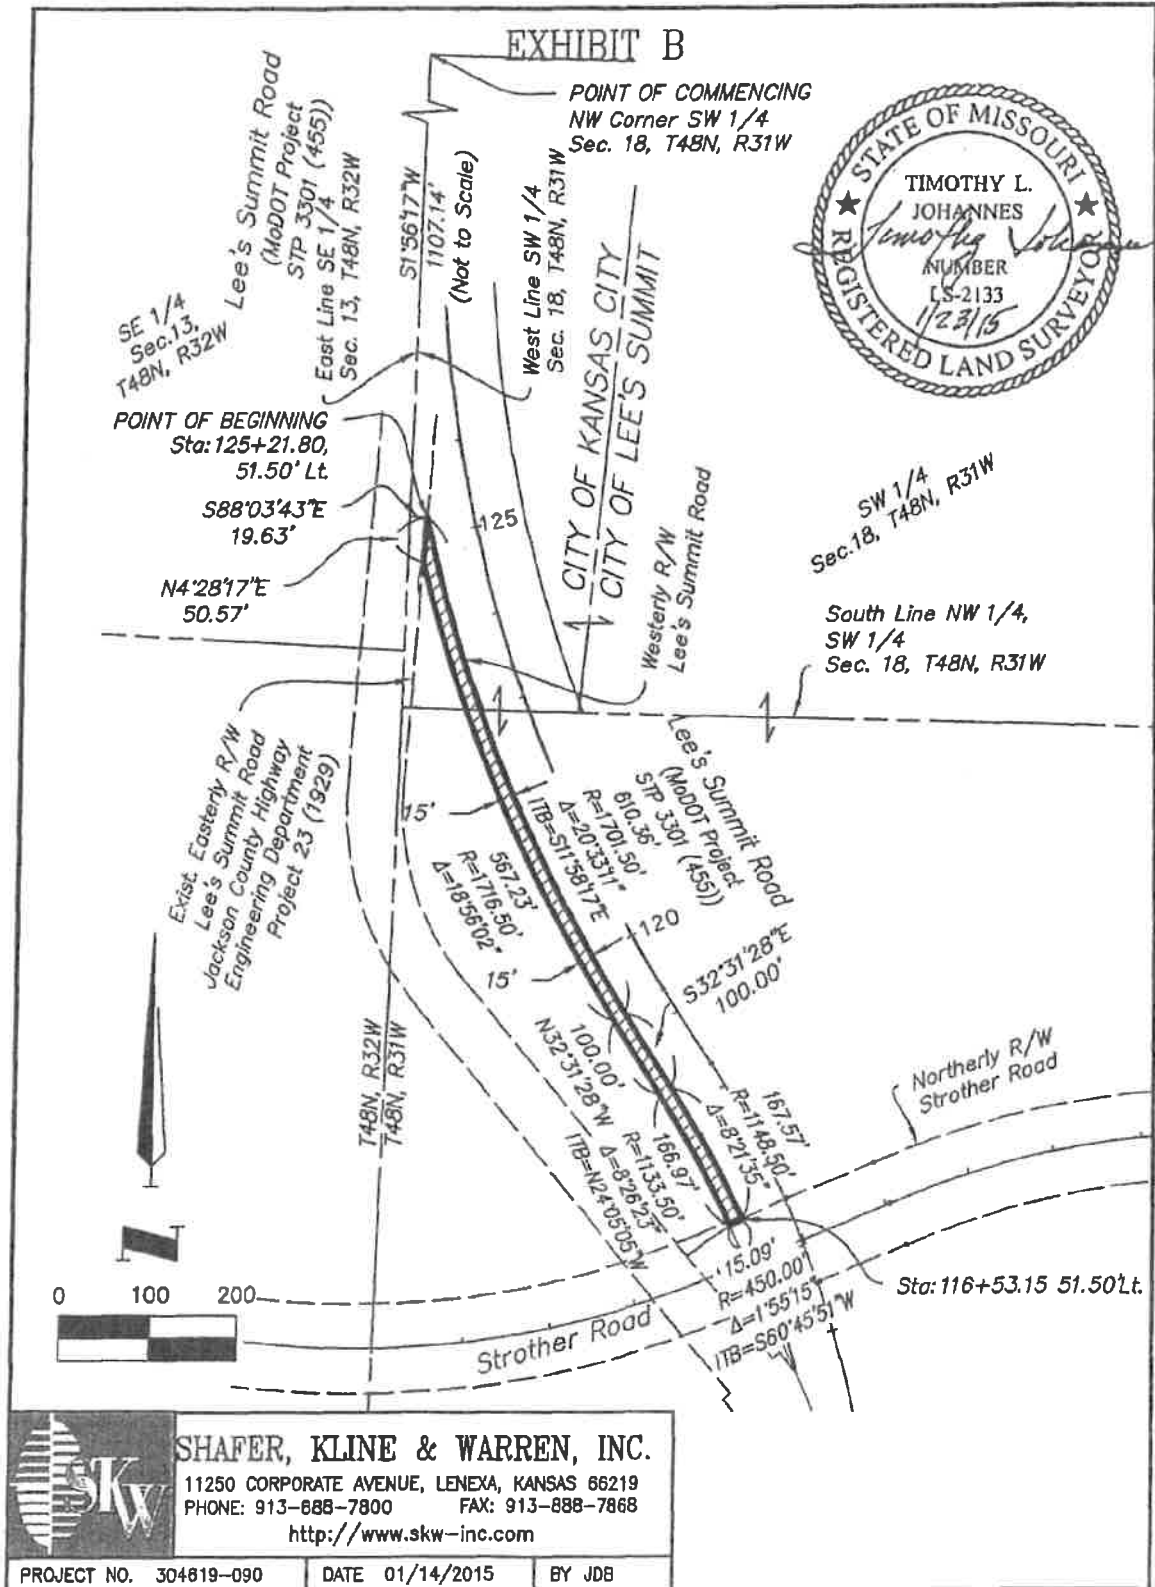 EXHIBIT B
POINT OF COMMENCING
NW Corner SW 1/4
Sec. 18, T48N, R31W
STATE OF MISSOURI
REGISTERED LAND SURVEYOR
TIMOTHY L.
JOHANNES
NUMBER
LS-2133
1/23/15
Lee's Summit Road
(MoDOT Project
STP 3301 (455))
East Line SE 1/4
Sec. 13, T48N, R32W
S1°56'17"W
1107.14'
(Not to Scale)
West Line SW 1/4
Sec. 18, T48N, R31W
CITY OF KANSAS CITY
CITY OF LEE'S SUMMIT
SE 1/4
Sec.13,
T48N, R32W
POINT OF BEGINNING
Sta:125+21.80,
51.50' Lt.
S88°03'43"E
19.63'
N4°28'17"E
50.57'
125
Westerly R/W
Lee's Summit Road
SW 1/4
Sec.18, T48N, R31W
South Line NW 1/4,
SW 1/4
Sec. 18, T48N, R31W
Exist. Easterly R/W
Lee's Summit Road
Jackson County Highway
Engineering Department
Project 23 (1929)
Lee's Summit Road
(MoDOT Project
STP 3301 (455))
610.36'
R=1701.50'
Δ=20°33'11"
ITB=S11°58'17"E
15'
567.23'
R=1716.50'
Δ=18°56'02"
120
15'
S32°31'28"E
100.00'
100.00'
N32°31'28"W
T48N, R32W
T48N, R31W
167.57'
R=1148.50'
Δ=8°21'35"
166.97'
R=1133.50'
Δ=8°26'23"
ITB=N24°05'05"W
Northerly R/W
Strother Road
15.09'
R=450.00'
Δ=1°55'15"
ITB=S60°45'51"W
Sta:116+53.15 51.50'Lt.
Strother Road
N
0 100 200
SKW
SHAFER, KLINE & WARREN, INC.
11250 CORPORATE AVENUE, LENEXA, KANSAS 66219
PHONE: 913-888-7800 FAX: 913-888-7868
http://www.skw-inc.com
PROJECT NO. 304619-090 DATE 01/14/2015 BY JDB